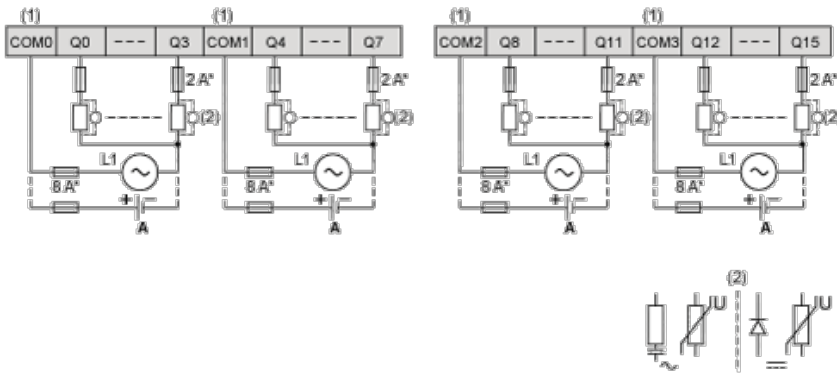 (1) (1) (1) (1)
COM0 Q0 --- Q3 COM1 Q4 --- Q7 COM2 Q8 --- Q11 COM3 Q12 --- Q15
2 A* 2 A* 2 A* 2 A*
(2) (2) (2) (2)
L1 L1 L1 L1
8 A* 8 A* 8 A* 8 A*
+ − + − + − + −
A A A A
(2)
U U